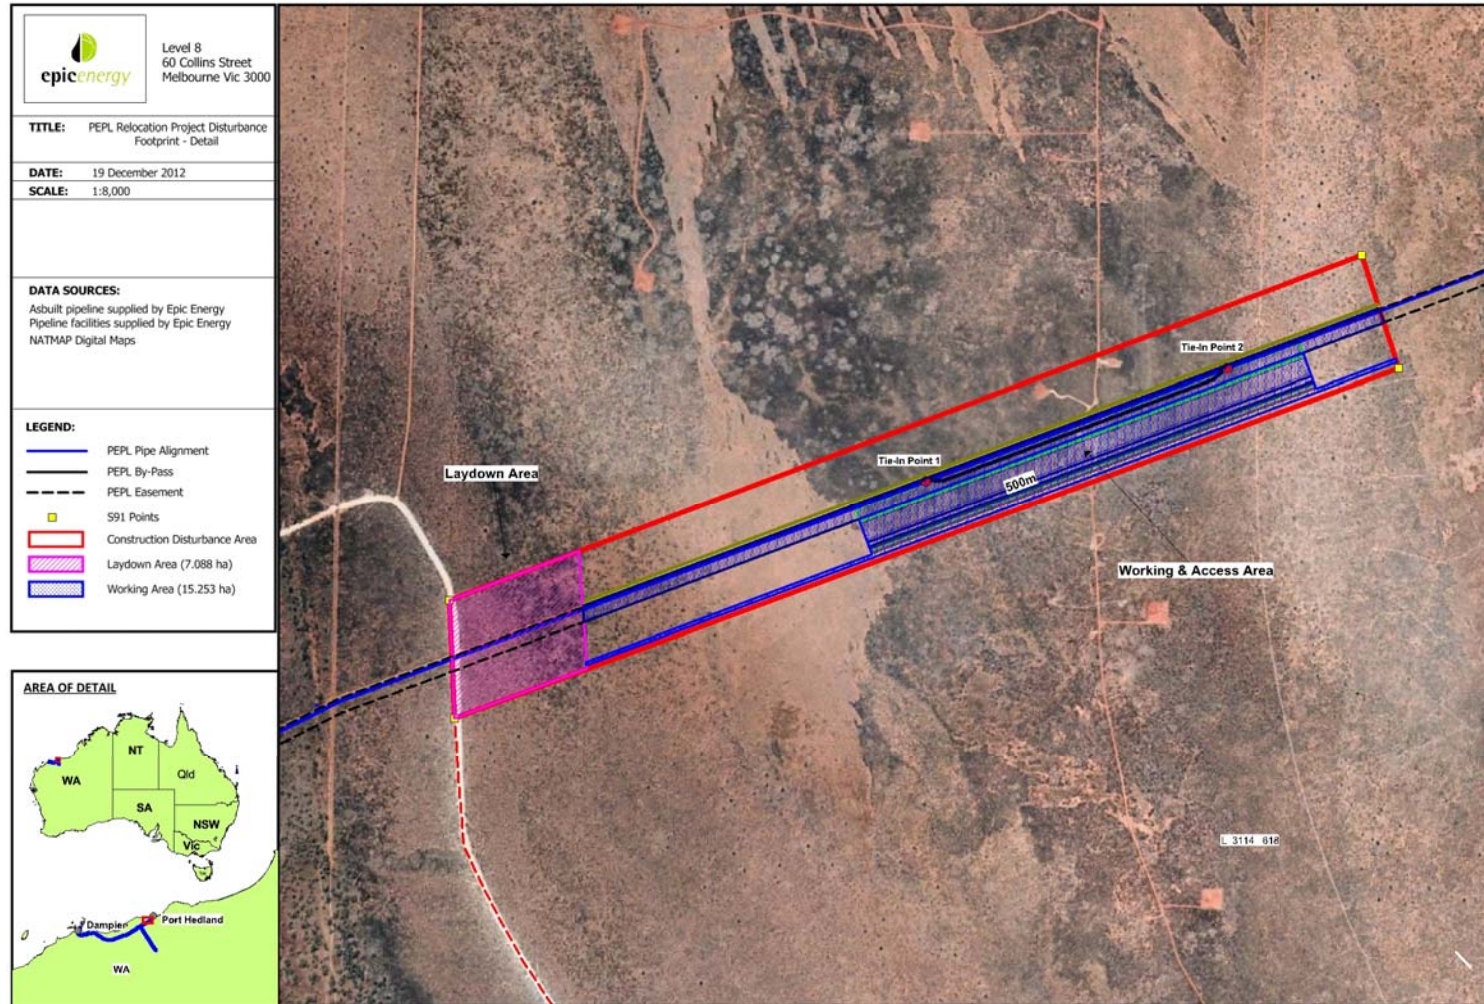 epicenergy
Level 8
60 Collins Street
Melbourne Vic 3000
TITLE: PEPL Relocation Project Disturbance
Footprint - Detail
DATE: 19 December 2012
SCALE: 1:8,000
DATA SOURCES:
Asbuilt pipeline supplied by Epic Energy
Pipeline facilities supplied by Epic Energy
NATMAP Digital Maps
LEGEND:
PEPL Pipe Alignment
PEPL By-Pass
PEPL Easement
S91 Points
Construction Disturbance Area
Laydown Area (7.088 ha)
Working Area (15.253 ha)
AREA OF DETAIL
NT
WA
Qld
SA
NSW
Vic
Dampier
Port Hedland
WA
Laydown Area
Tie-In Point 1
Tie-In Point 2
500m
Working & Access Area
L 3114 618